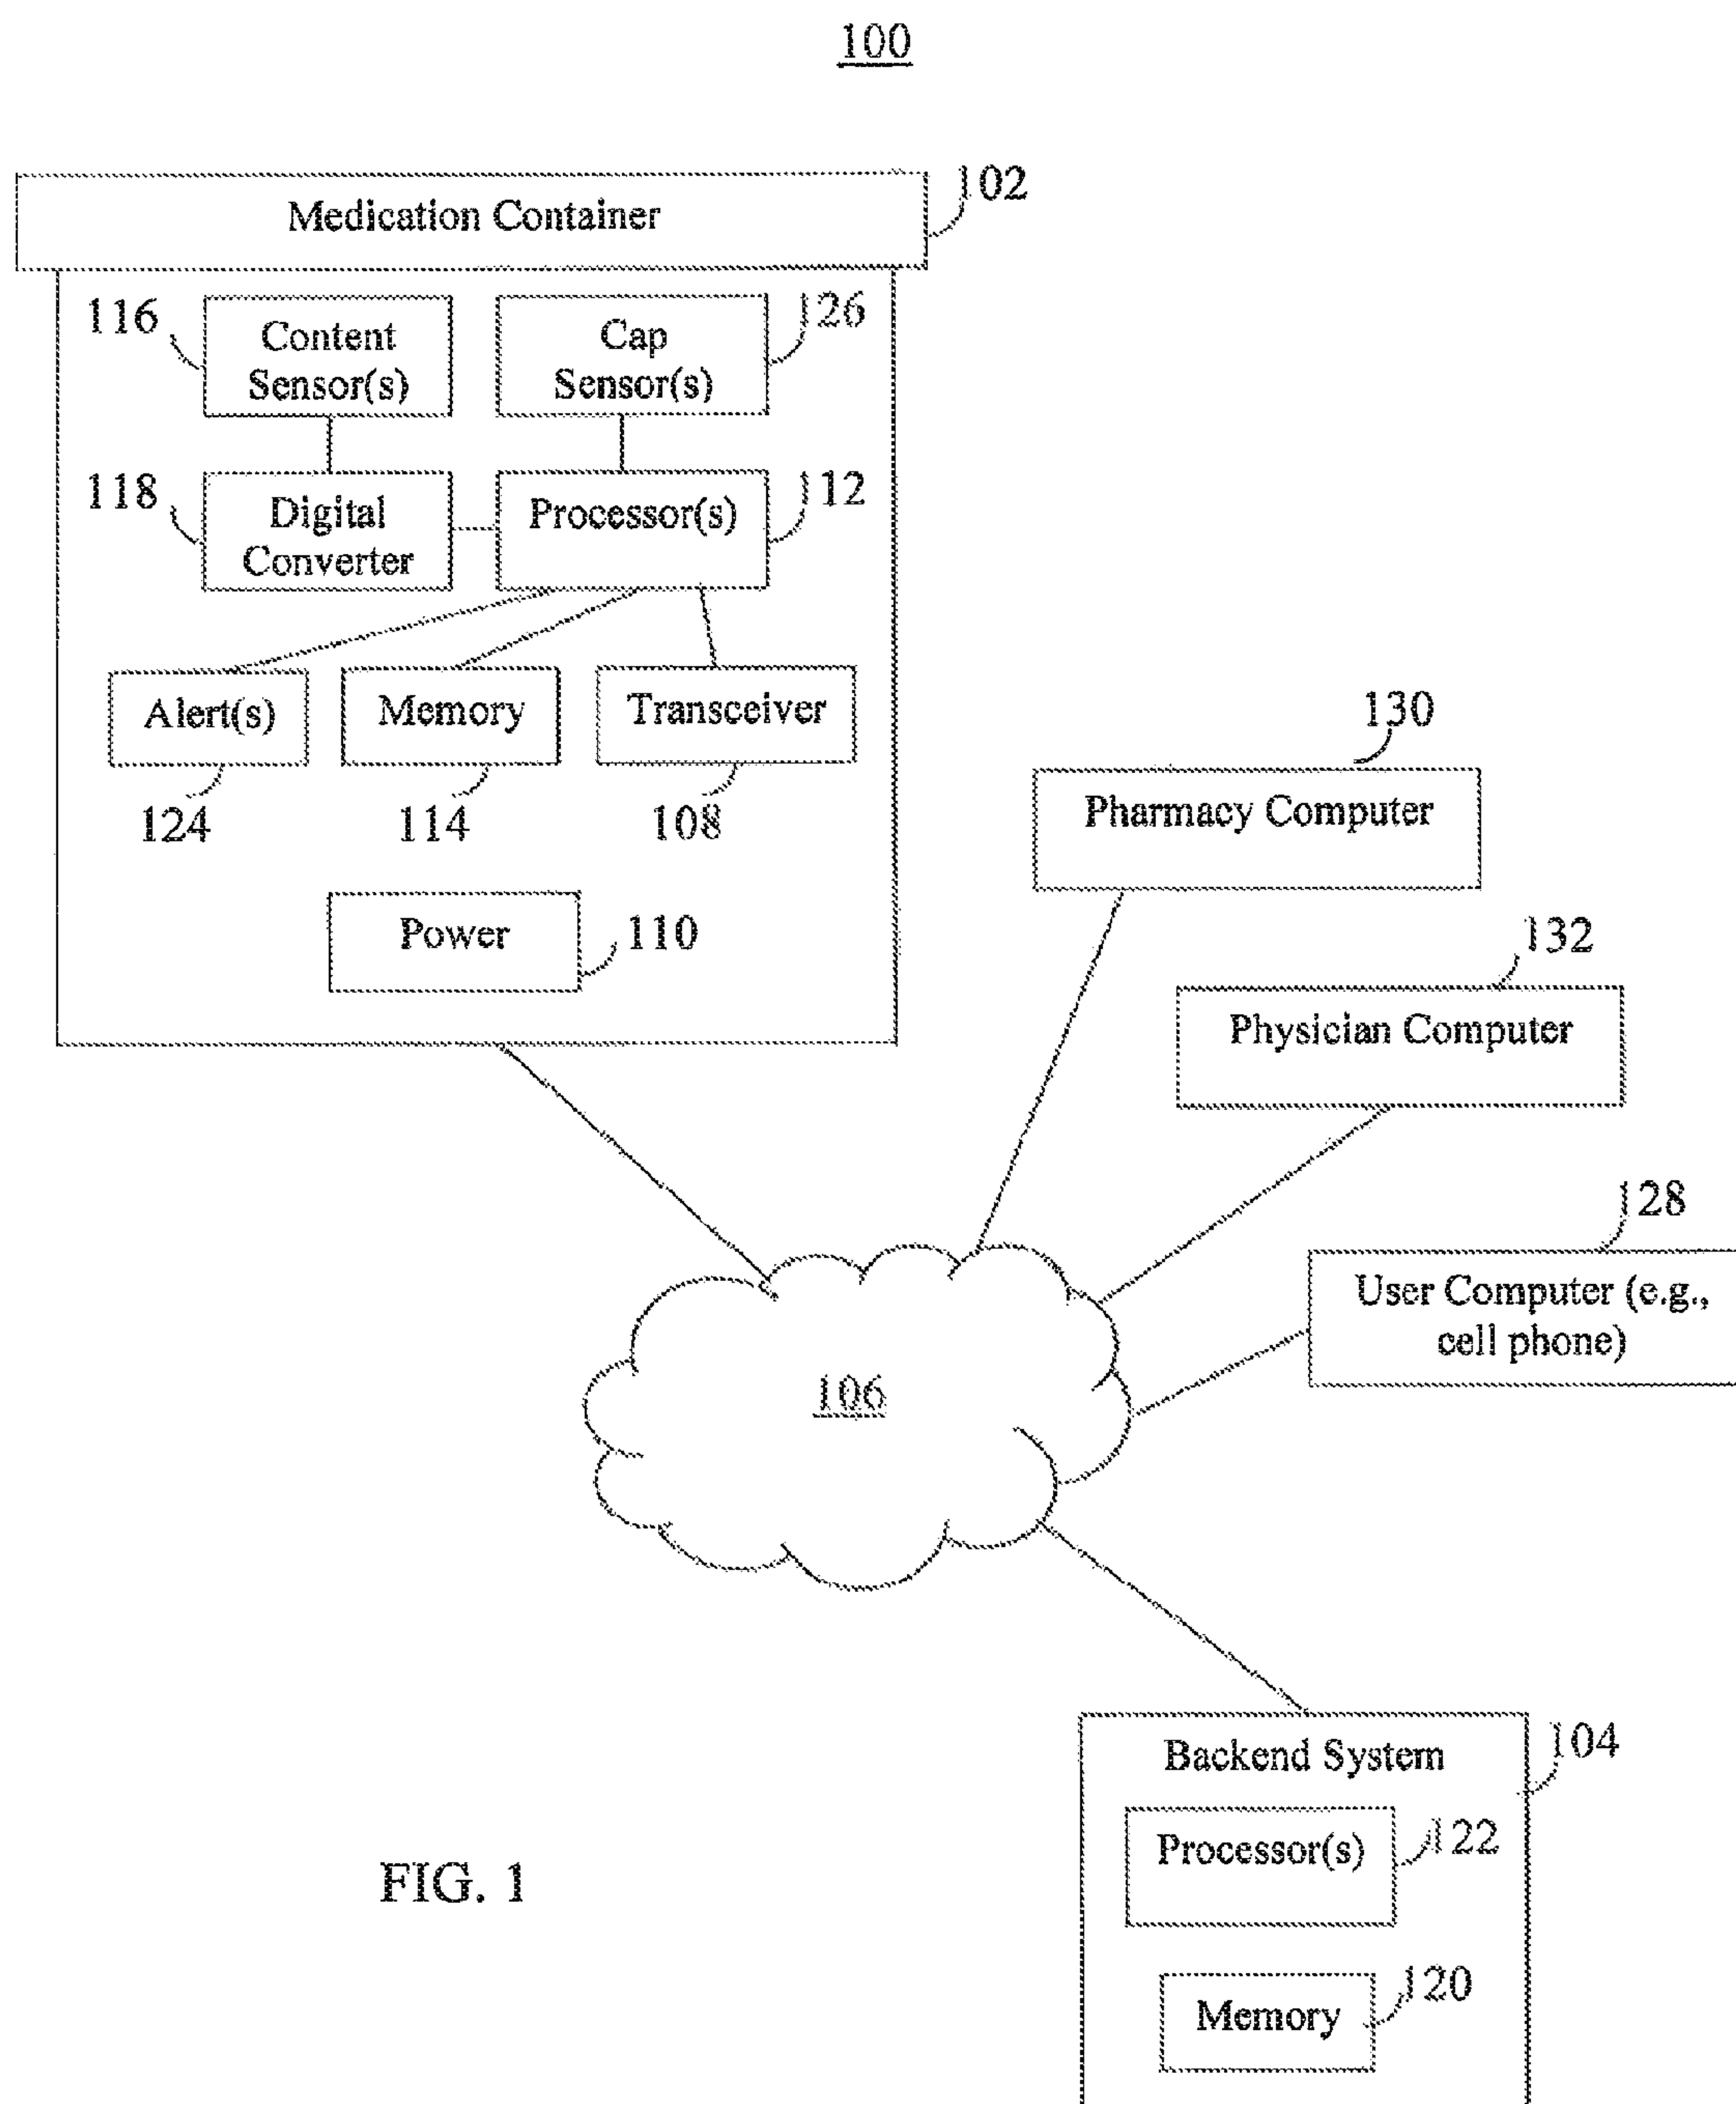 100
Medication Container
102
116
Content
Sensor(s)
Cap
Sensor(s)
126
118
Digital
Converter
Processor(s)
112
Alert(s)
Memory
Transceiver
124
114
108
Power
110
130
Pharmacy Computer
132
Physician Computer
128
User Computer (e.g.,
cell phone)
106
Backend System
104
Processor(s)
122
Memory
120
FIG. 1